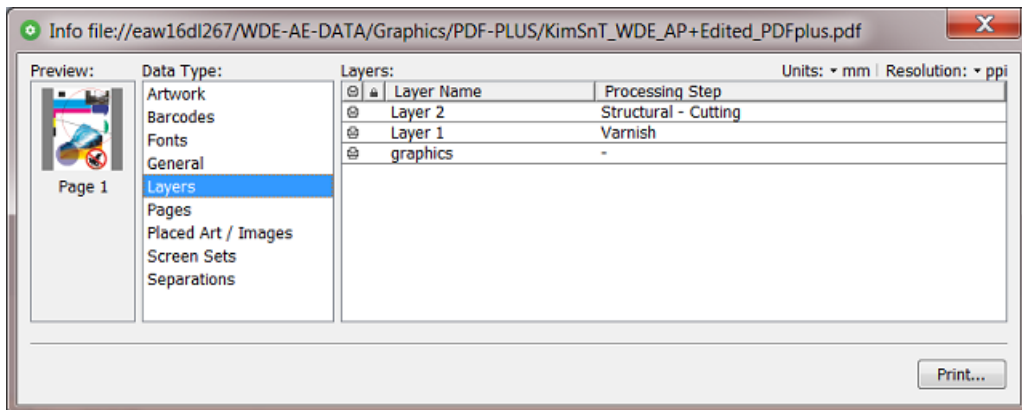 Info file://eaw16dl267/WDE-AE-DATA/Graphics/PDF-PLUS/KimSnT_WDE_AP+Edited_PDFplus.pdf
Preview: Data Type: Layers: Units: mm Resolution: ppi
Page 1
Artwork
Barcodes
Fonts
General
Layers
Pages
Placed Art / Images
Screen Sets
Separations
Layer Name Processing Step
Layer 2 Structural - Cutting
Layer 1 Varnish
graphics -
Print...